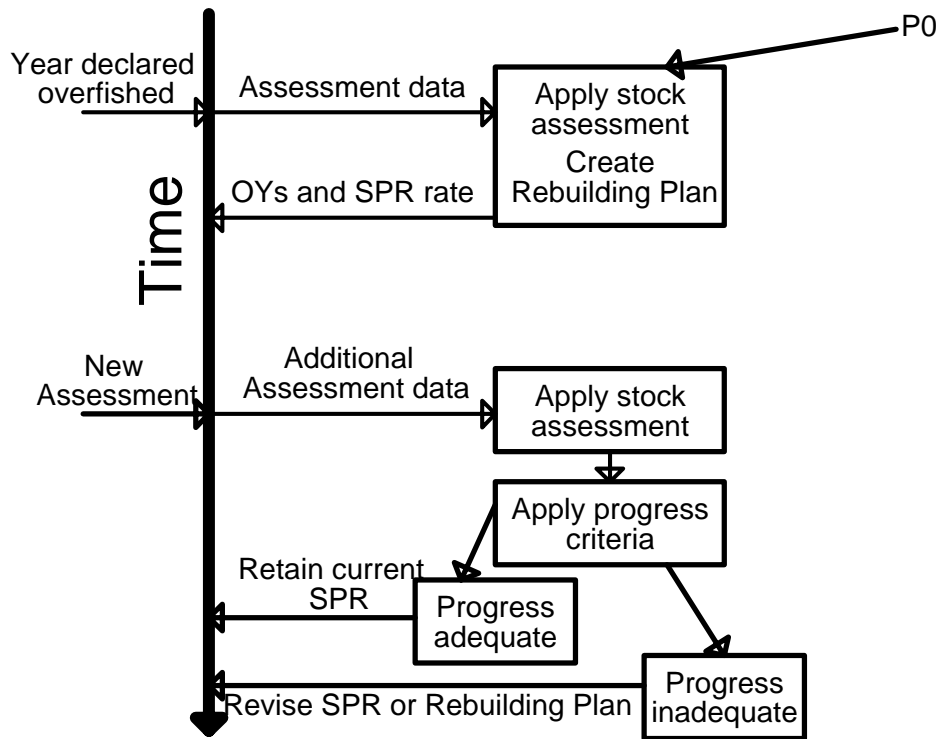 P0
Year declared
overfished
Assessment data
Apply stock
assessment
Create
Rebuilding Plan
OYs and SPR rate
Time
New
Assessment
Additional
Assessment data
Apply stock
assessment
Apply progress
criteria
Retain current
SPR
Progress
adequate
Revise SPR or Rebuilding Plan
Progress
inadequate